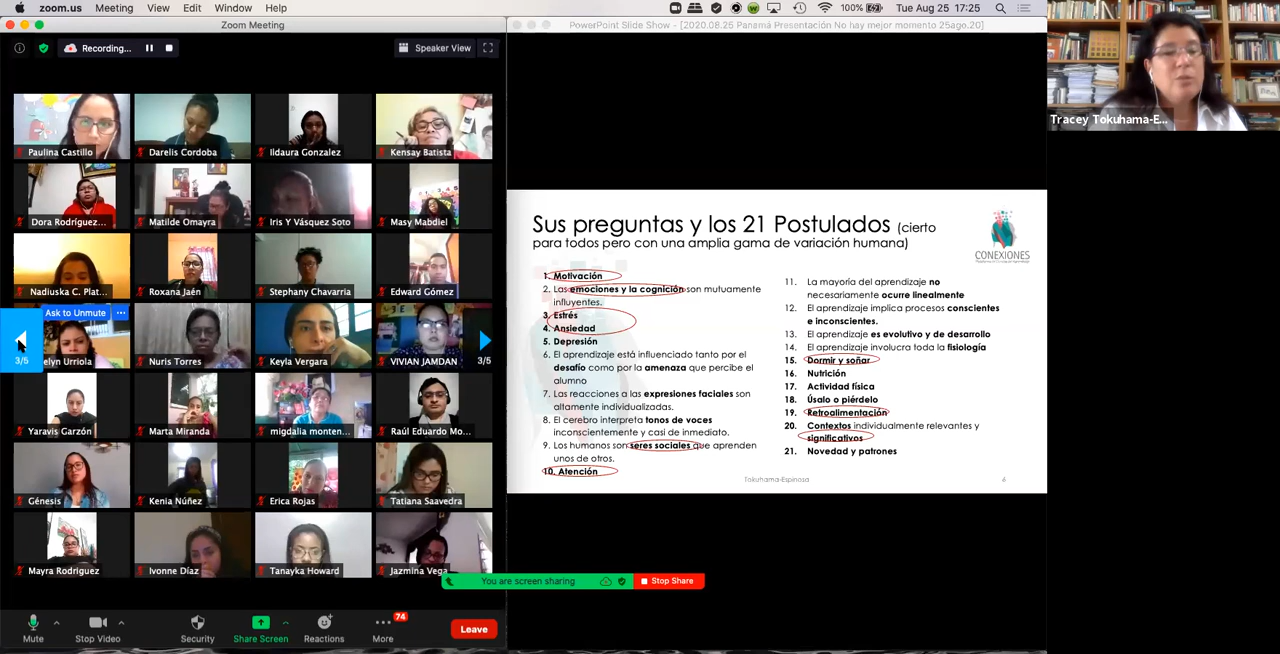 zoom.us Meeting View Edit Window Help
100% Tue Aug 25 17:25
Zoom Meeting
PowerPoint Slide Show - [2020.08.25 Panamá Presentación No hay mejor momento 25ago.20]
Recording...
Speaker View
Paulina Castillo
Darelis Cordoba
Ildaura Gonzalez
Kensay Batista
Dora Rodríguez...
Matilde Omayra
Iris Y Vásquez Soto
Masy Mabdiel
Nadiuska C. Plat...
Roxana Jaén
Stephany Chavarria
Edward Gómez
Ask to Unmute ...
3/5
elyn Urriola
Nuris Torres
Keyla Vergara
VIVIAN JAMDAN
3/5
Yaravis Garzón
Marta Miranda
migdalia monten...
Raúl Eduardo Mo...
Génesis
Kenia Núñez
Erica Rojas
Tatiana Saavedra
Mayra Rodriguez
Ivonne Díaz
Tanayka Howard
Jazmina Vega
You are screen sharing
Stop Share
Mute
Stop Video
Security
Share Screen
Reactions
More
74
Leave
Sus preguntas y los 21 Postulados (cierto
para todos pero con una amplia gama de variación humana)
CONEXIONES
1. Motivación
2. Las emociones y la cognición son mutuamente
influyentes.
3. Estrés
4. Ansiedad
5. Depresión
6. El aprendizaje está influenciado tanto por el
desafío como por la amenaza que percibe el
alumno
7. Las reacciones a las expresiones faciales son
altamente individualizadas.
8. El cerebro interpreta tonos de voces
inconscientemente y casi de inmediato.
9. Los humanos son seres sociales que aprenden
unos de otros.
10. Atención
11. La mayoría del aprendizaje no
necesariamente ocurre linealmente
12. El aprendizaje implica procesos conscientes
e inconscientes.
13. El aprendizaje es evolutivo y de desarrollo
14. El aprendizaje involucra toda la fisiología
15. Dormir y soñar
16. Nutrición
17. Actividad física
18. Úsalo o piérdelo
19. Retroalimentación
20. Contextos individualmente relevantes y
significativos
21. Novedad y patrones
Tokuhama-Espinosa
Tracey Tokuhama-E...